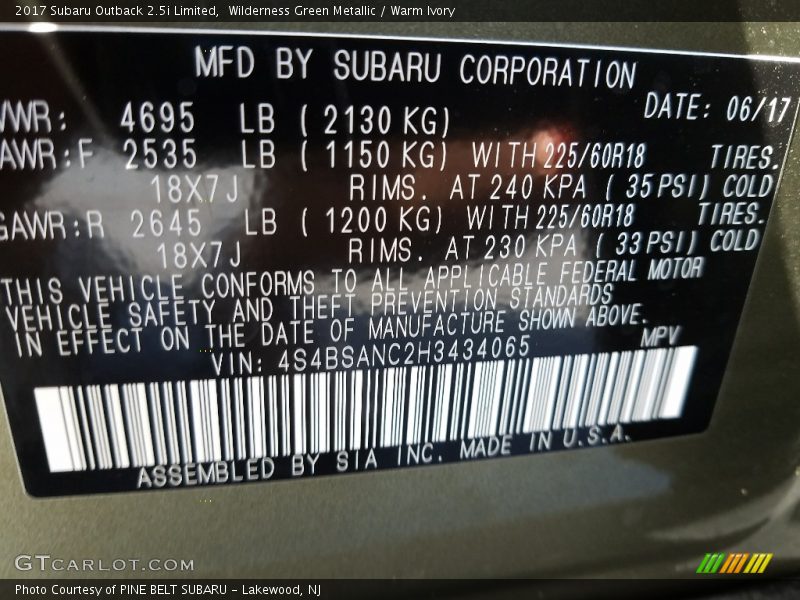 2017 Subaru Outback 2.5i Limited, Wilderness Green Metallic / Warm Ivory
MFD BY SUBARU CORPORATION
VWR: 4695 LB ( 2130 KG) DATE: 06/17
AWR:F 2535 LB ( 1150 KG) WITH 225/60R18 TIRES.
18X7J RIMS. AT 240 KPA ( 35 PSI) COLD
GAWR:R 2645 LB ( 1200 KG) WITH 225/60R18 TIRES.
18X7J RIMS. AT 230 KPA ( 33 PSI) COLD
THIS VEHICLE CONFORMS TO ALL APPLICABLE FEDERAL MOTOR
VEHICLE SAFETY AND THEFT PREVENTION STANDARDS
IN EFFECT ON THE DATE OF MANUFACTURE SHOWN ABOVE.
VIN: 4S4BSANC2H3434065 MPV
ASSEMBLED BY SIA INC. MADE IN U.S.A.
GTCARLOT.COM
Photo Courtesy of PINE BELT SUBARU - Lakewood, NJ